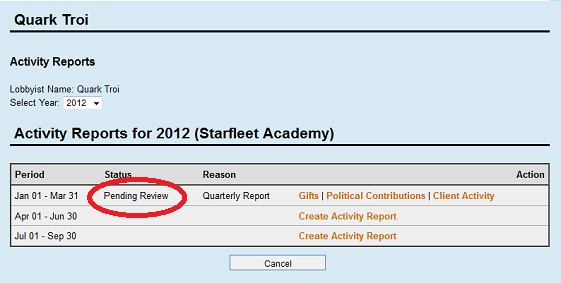 Quark Troi
Activity Reports
Lobbyist Name: Quark Troi
Select Year: 2012
Activity Reports for 2012 (Starfleet Academy)
Period Status Reason Action
Jan 01 - Mar 31 Pending Review Quarterly Report Gifts | Political Contributions | Client Activity
Apr 01 - Jun 30 Create Activity Report
Jul 01 - Sep 30 Create Activity Report
Cancel